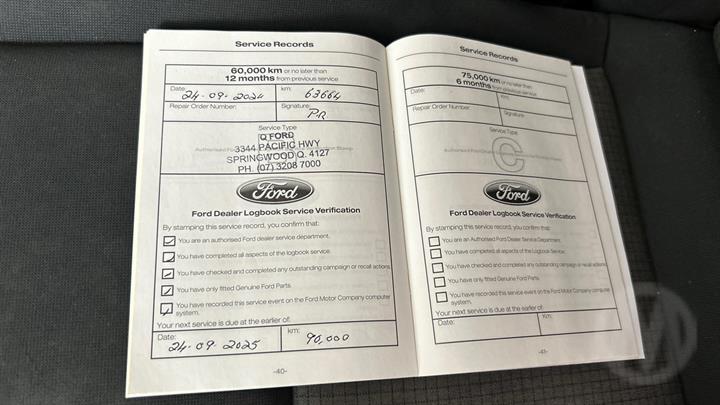 Service Records
60,000 km or no later than
12 months from previous service
Date: 24-09-2024 km: 63664
Repair Order Number: Signature: PR
Service Type
Q FORD
3344 PACIFIC HWY
SPRINGWOOD Q. 4127
PH. (07) 3208 7000
Ford
Ford Dealer Logbook Service Verification
By stamping this service record, you confirm that:
You are an authorised Ford dealer service department.
You have completed all aspects of the logbook service.
You have checked and completed any outstanding campaign or recall actions.
You have only fitted Genuine Ford Parts.
You have recorded this service event on the Ford Motor Company computer
system.
Your next service is due at the earlier of:
Date: km:
24-09-2025 90,000
-40-
Service Records
75,000 km or no later than
6 months from previous service
Date: km:
Repair Order Number: Signature:
Service Type
C
Ford
Ford Dealer Logbook Service Verification
By stamping this service record, you confirm that:
You are an authorised Ford Dealer Service Department.
You have completed all aspects of the Logbook Service.
You have checked and completed any outstanding campaign or recall actions.
You have only fitted Genuine Ford Parts.
You have recorded this service event on the Ford Motor Company computer
system.
Your next service is due at the earlier of:
Date: Km:
-41-